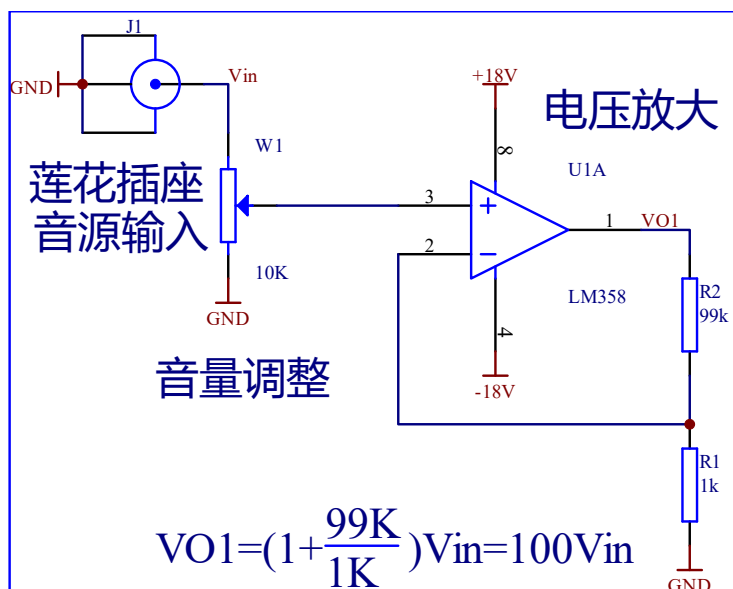 J1
GND
Vin
莲花插座
音源输入
W1
10K
GND
音量调整
+18V
电压放大
8
U1A
3
+
2
-
1
VO1
LM358
4
-18V
R2
99k
R1
1k
GND
VO1=(1+99K/1K)Vin=100Vin